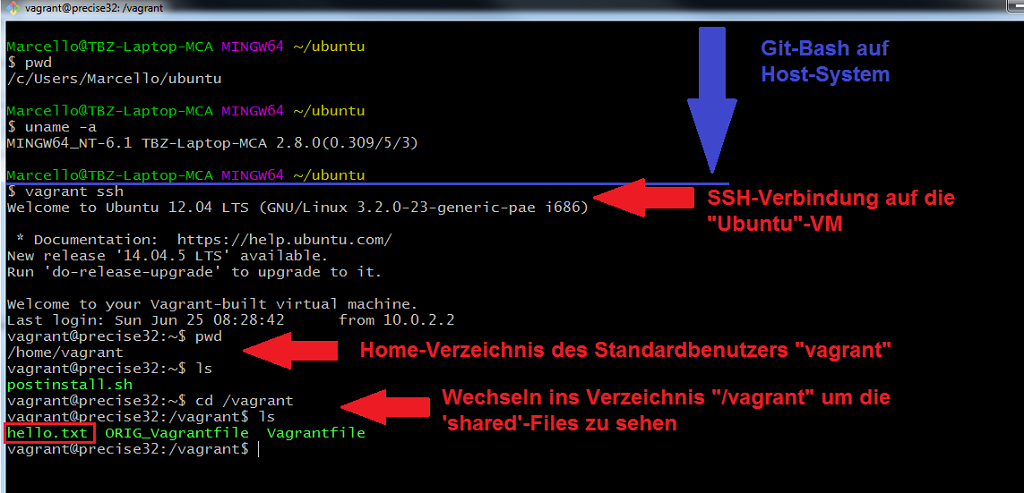 vagrant@precise32: /vagrant
Marcello@TBZ-Laptop-MCA MINGW64 ~/ubuntu
$ pwd
/c/Users/Marcello/ubuntu
Git-Bash auf
Host-System
Marcello@TBZ-Laptop-MCA MINGW64 ~/ubuntu
$ uname -a
MINGW64_NT-6.1 TBZ-Laptop-MCA 2.8.0(0.309/5/3)
Marcello@TBZ-Laptop-MCA MINGW64 ~/ubuntu
$ vagrant ssh
Welcome to Ubuntu 12.04 LTS (GNU/Linux 3.2.0-23-generic-pae i686)
SSH-Verbindung auf die
"Ubuntu"-VM
* Documentation:  https://help.ubuntu.com/
New release '14.04.5 LTS' available.
Run 'do-release-upgrade' to upgrade to it.
Welcome to your Vagrant-built virtual machine.
Last login: Sun Jun 25 08:28:42      from 10.0.2.2
vagrant@precise32:~$ pwd
/home/vagrant
Home-Verzeichnis des Standardbenutzers "vagrant"
vagrant@precise32:~$ ls
postinstall.sh
vagrant@precise32:~$ cd /vagrant
Wechseln ins Verzeichnis "/vagrant" um die
'shared'-Files zu sehen
vagrant@precise32:/vagrant$ ls
hello.txt  ORIG_Vagrantfile  Vagrantfile
vagrant@precise32:/vagrant$